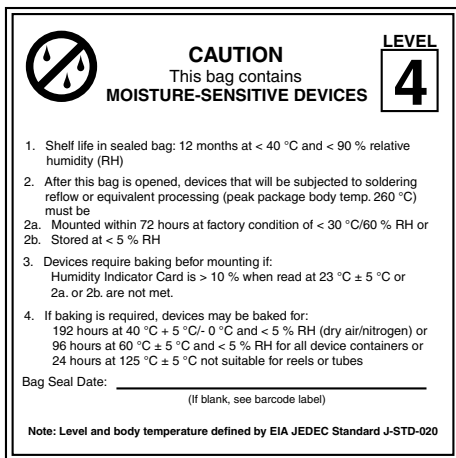 LEVEL
CAUTION
4
This bag contains
MOISTURE-SENSITIVE DEVICES
1. Shelf life in sealed bag: 12 months at < 40 °C and < 90 % relative
humidity (RH)
2. After this bag is opened, devices that will be subjected to soldering
reflow or equivalent processing (peak package body temp. 260 °C)
must be
2a. Mounted within 72 hours at factory condition of < 30 °C/60 % RH or
2b. Stored at < 5 % RH
3. Devices require baking befor mounting if:
Humidity Indicator Card is > 10 % when read at 23 °C ± 5 °C or
2a. or 2b. are not met.
4. If baking is required, devices may be baked for:
192 hours at 40 °C + 5 °C/- 0 °C and < 5 % RH (dry air/nitrogen) or
96 hours at 60 °C ± 5 °C and < 5 % RH for all device containers or
24 hours at 125 °C ± 5 °C not suitable for reels or tubes
Bag Seal Date:
(If blank, see barcode label)
Note: Level and body temperature defined by EIA JEDEC Standard J-STD-020